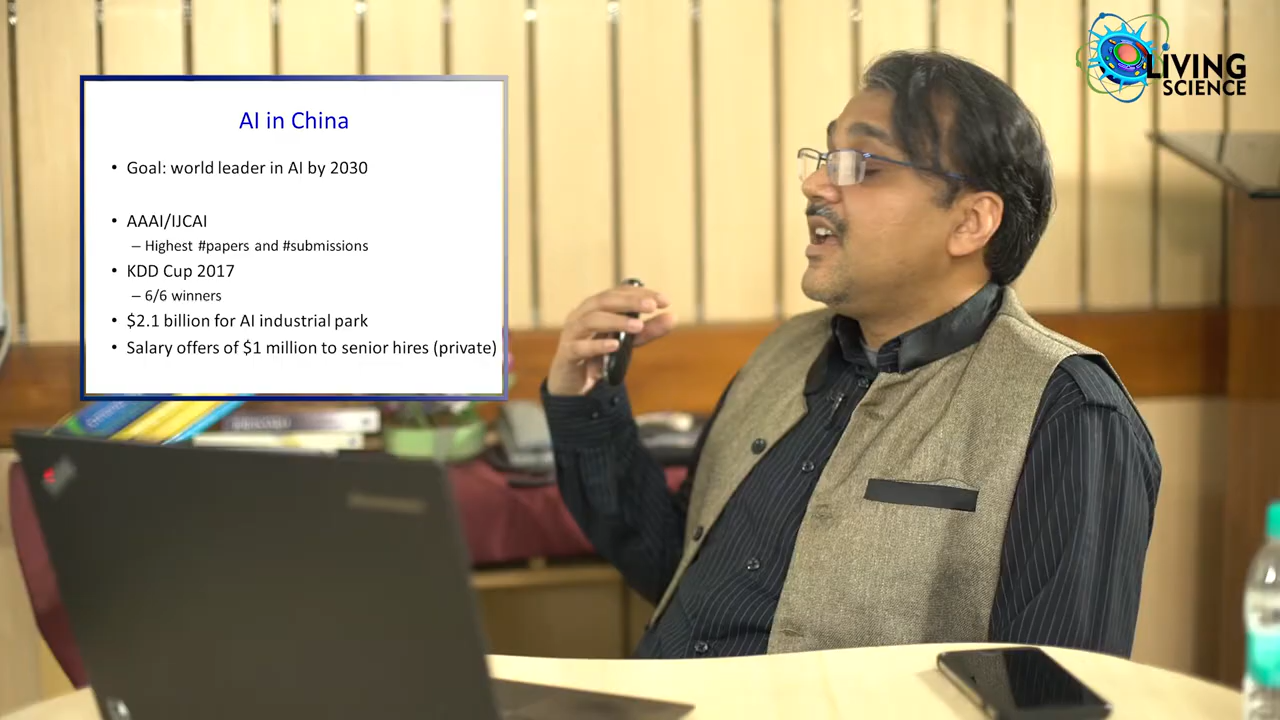 AI in China
• Goal: world leader in AI by 2030
• AAAI/IJCAI
– Highest #papers and #submissions
• KDD Cup 2017
– 6/6 winners
• $2.1 billion for AI industrial park
• Salary offers of $1 million to senior hires (private)
LIVING
SCIENCE